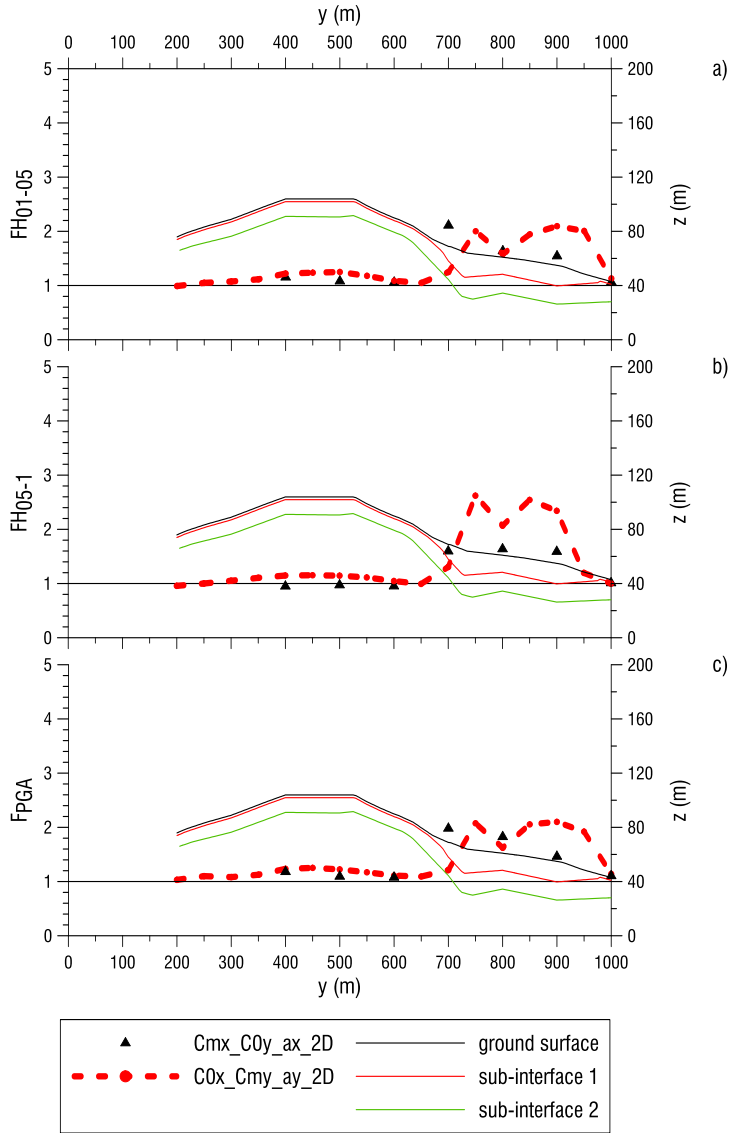 y (m)
0 100 200 300 400 500 600 700 800 900 1000
a)
5 4 3 2 1 0
FH01-05
200 160 120 80 40 0
z (m)
b)
5 4 3 2 1 0
FH05-1
200 160 120 80 40 0
z (m)
c)
5 4 3 2 1 0
FPGA
200 160 120 80 40 0
z (m)
0 100 200 300 400 500 600 700 800 900 1000
y (m)
Cmx_C0y_ax_2D ground surface
C0x_Cmy_ay_2D sub-interface 1
sub-interface 2